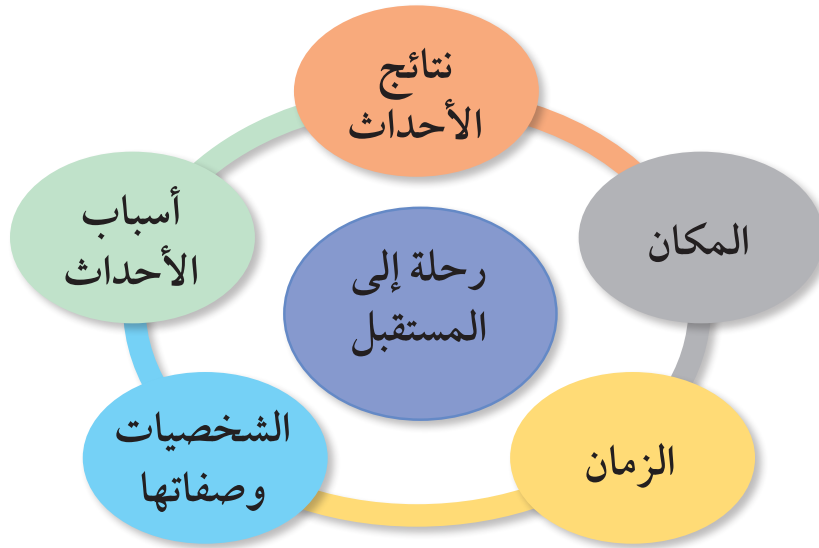 نتائج
الأحداث
المكان
أسباب
الأحداث
رحلة إلى
المستقبل
الزمان
الشخصيات
وصفاتها